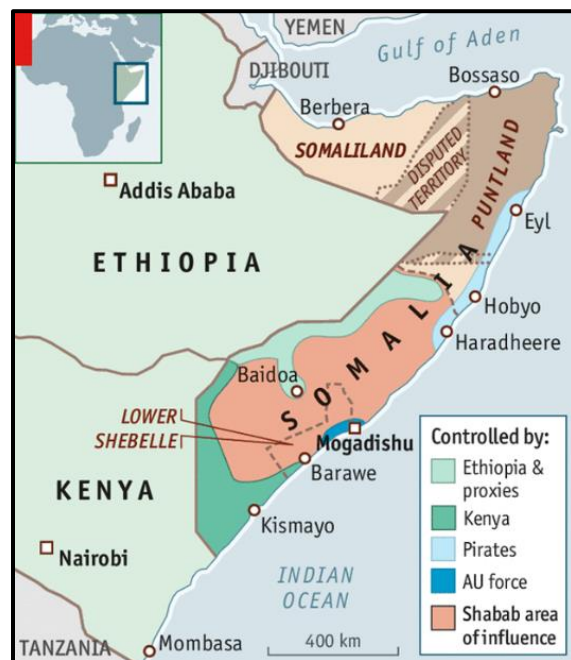 YEMEN
Gulf of Aden
DJIBOUTI
Bossaso
Berbera
SOMALILAND
DISPUTED
TERRITORY
PUNTLAND
Addis Ababa
Eyl
ETHIOPIA
SOMALIA
Hobyo
Haradheere
Baidoa
LOWER
SHEBELLE
Mogadishu
Barawe
KENYA
Kismayo
Nairobi
INDIAN
OCEAN
TANZANIA
Mombasa
400 km
Controlled by:
Ethiopia &
proxies
Kenya
Pirates
AU force
Shabab area
of influence